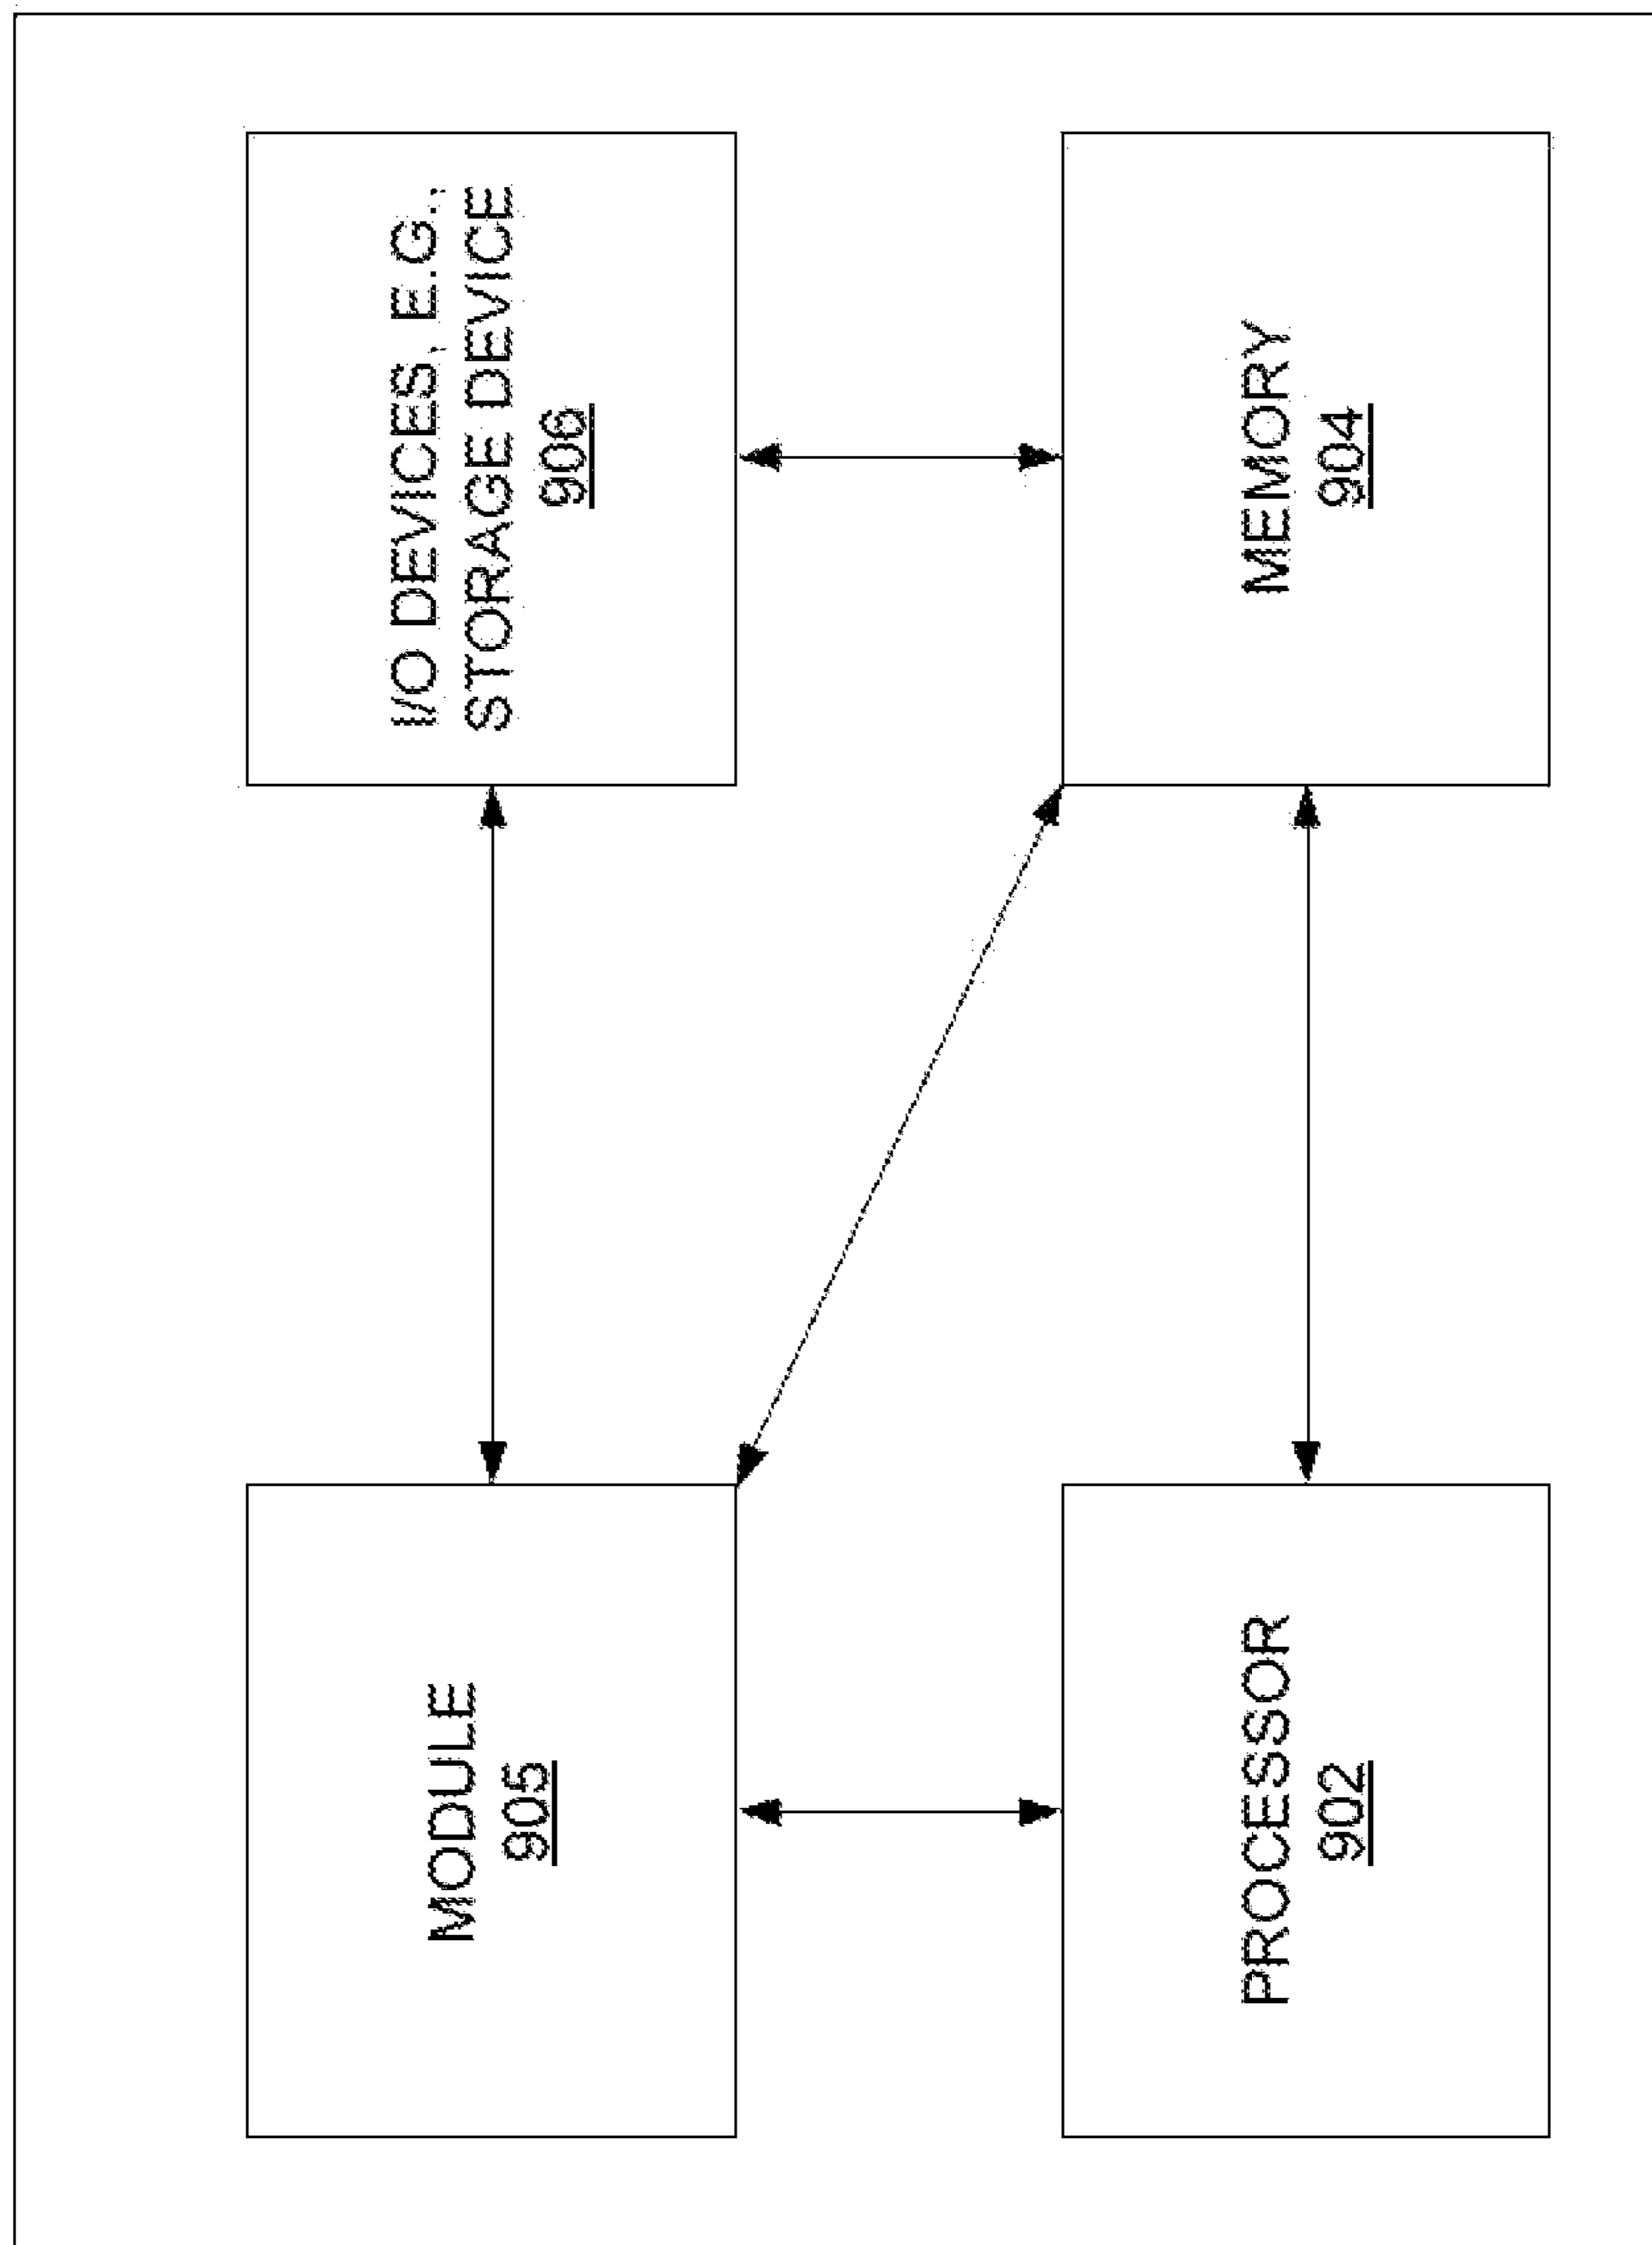 MODULE
905
I/O DEVICES, E.G.,
STORAGE DEVICE
906
PROCESSOR
902
MEMORY
904